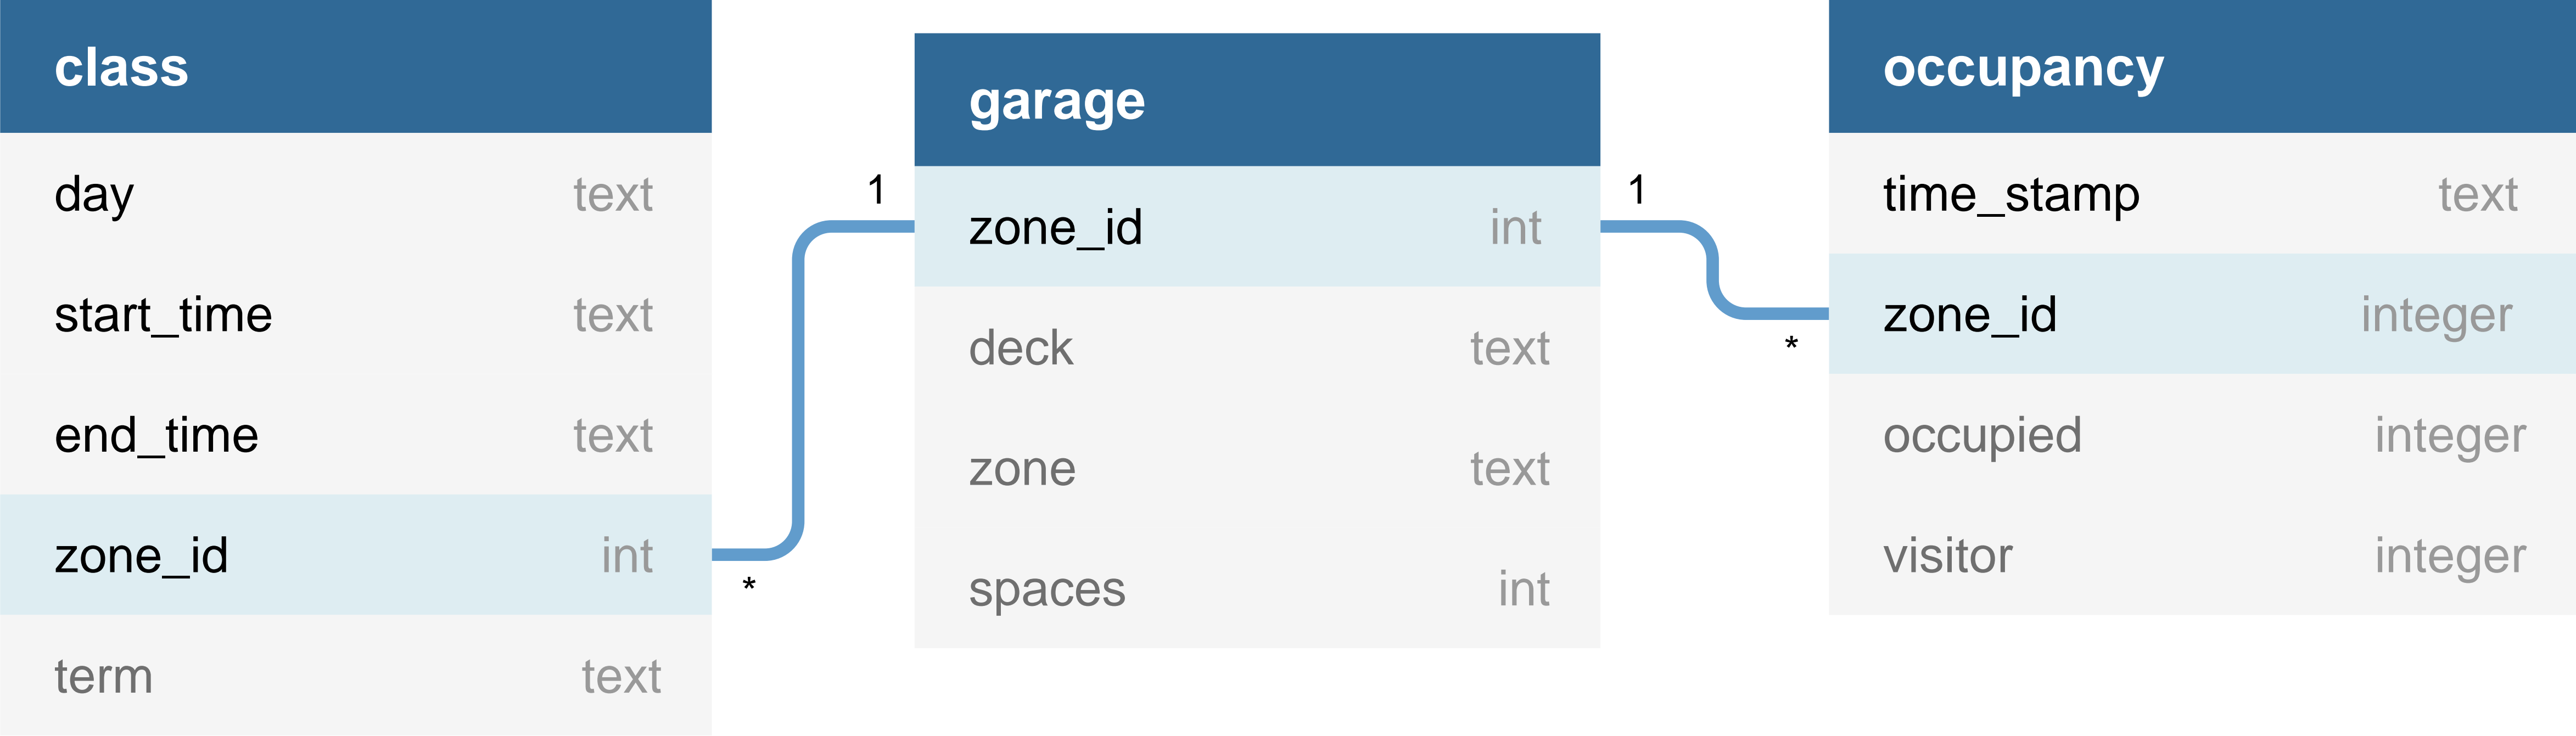 class
day text
start_time text
end_time text
zone_id int
term text
*
1
garage
zone_id int
deck text
zone text
spaces int
1
*
occupancy
time_stamp text
zone_id integer
occupied integer
visitor integer